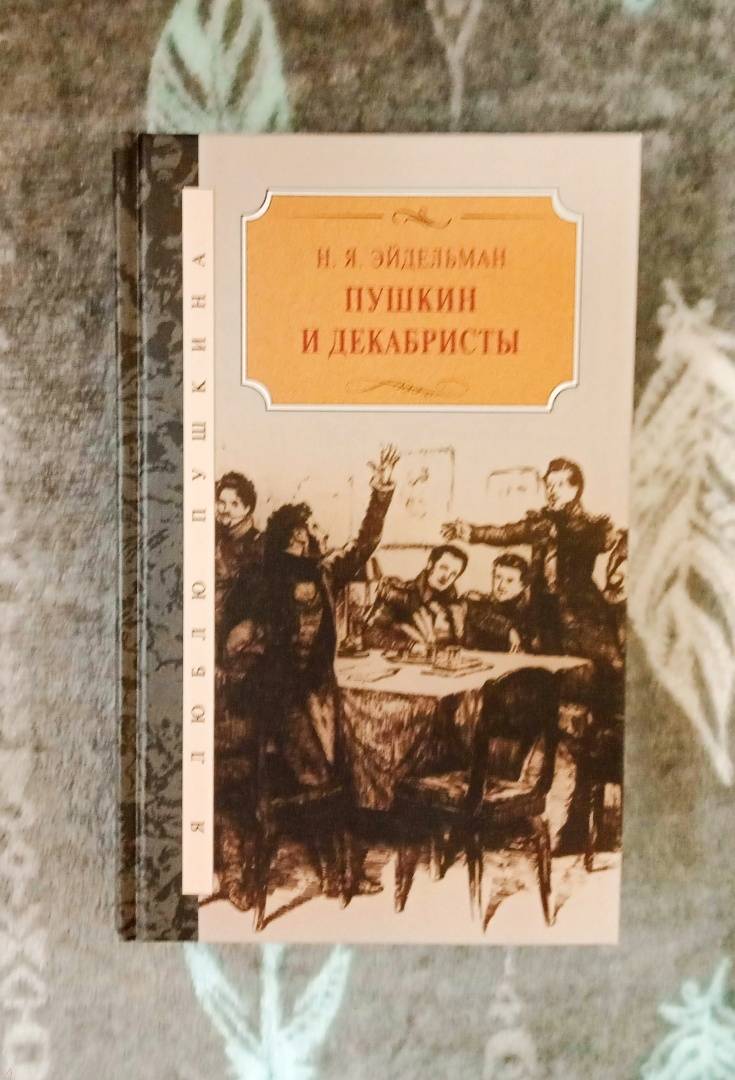 Н. Я. ЭЙДЕЛЬМАН
ПУШКИН
И ДЕКАБРИСТЫ
Я ЛЮБЛЮ ПУШКИНА